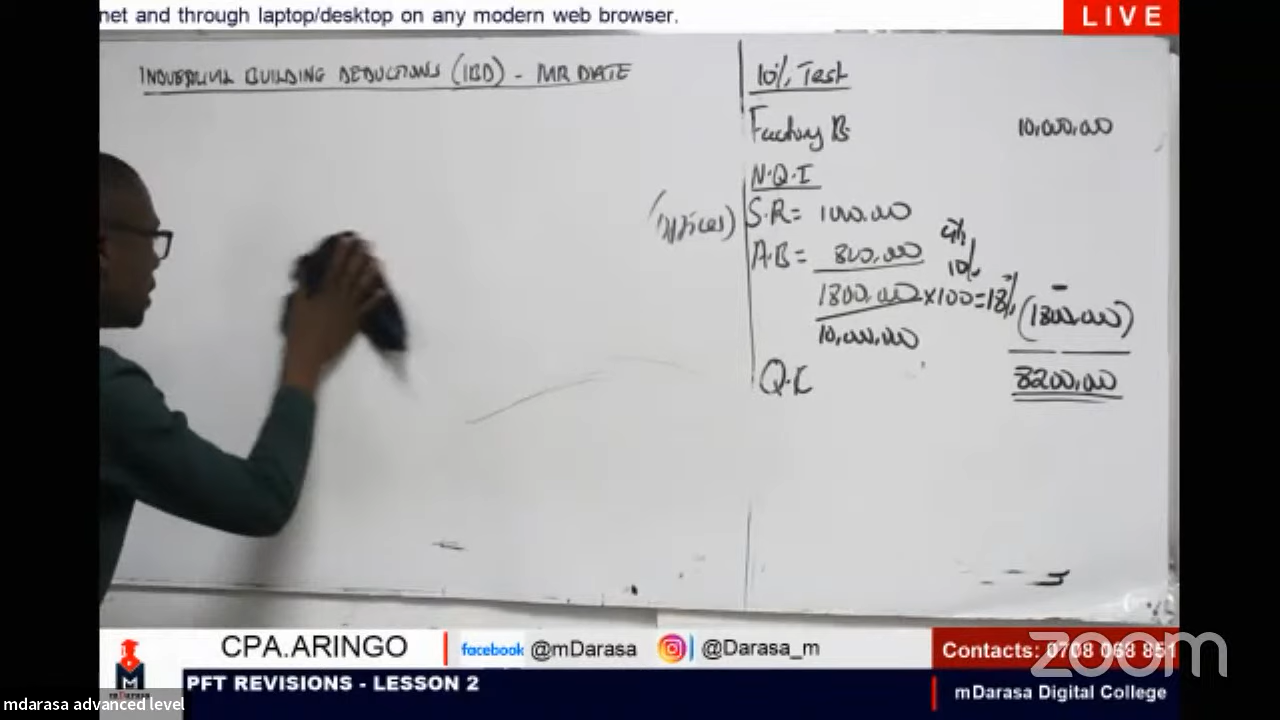 net and through laptop/desktop on any modern web browser.
LIVE
INDUSTRIAL BUILDING DEDUCTIONS (IBD) - MR DIATE
10% Test
Factory B 10,000,000
N.Q.I
(offices) S.R = 1000,000
A.B = 800,000
10%
1800,000 x100 = 18% (1800,000)
10,000,000
Q.C 8200,000
zoom
CPA.ARINGO
facebook @mDarasa
@Darasa_m
Contacts: 0708 068 851
PFT REVISIONS - LESSON 2
mDarasa Digital College
mdarasa advanced level